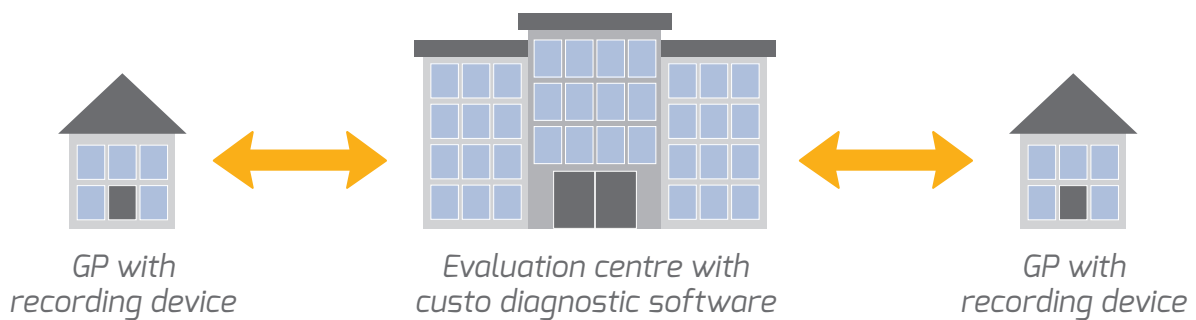 GP with
recording device
Evaluation centre with
custo diagnostic software
GP with
recording device